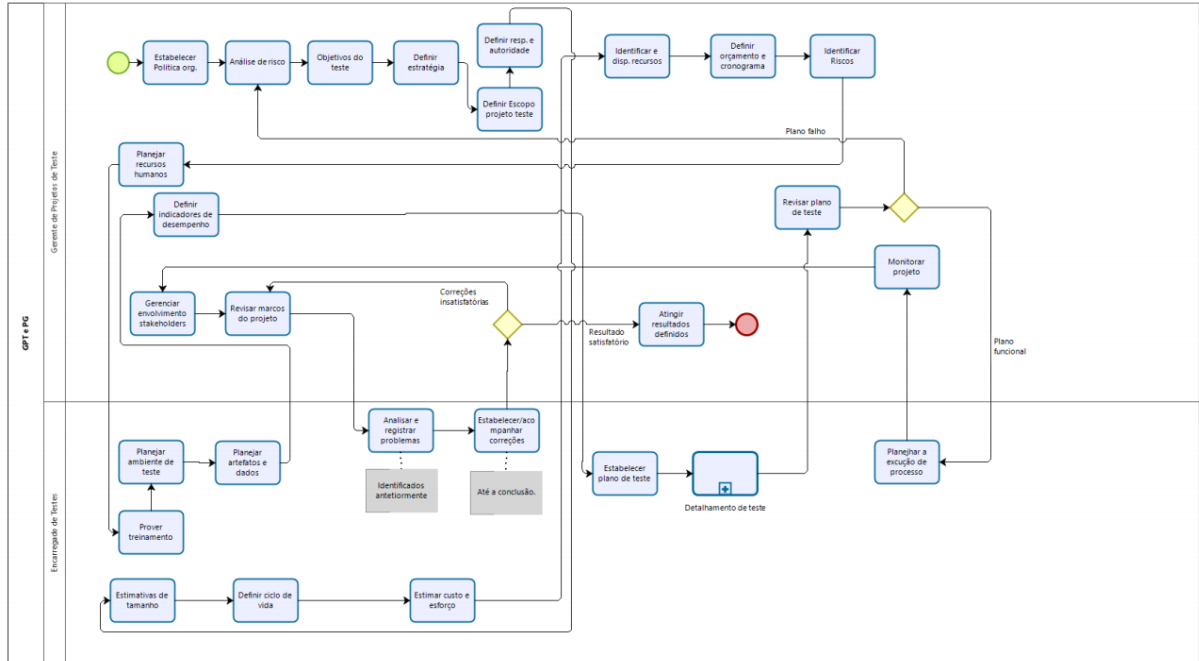 GPT e PG
Gerente de Projetos de Teste
Estabelecer
Política org.
Análise de risco
Objetivos do
teste
Definir
estratégia
Definir resp. e
autoridade
Definir Escopo
projeto teste
Identificar e
disp. recursos
Definir
orçamento e
cronograma
Identificar
Riscos
Plano falho
Planejar
recursos
humanos
Definir
indicadores de
desempenho
Revisar plano
de teste
Monitorar
projeto
Gerenciar
envolvimento
stakeholders
Revisar marcos
do projeto
Correções
insatisfatórias
Resultado
satisfatório
Atingir
resultados
definidos
Plano
funcional
Encarregado de Testes
Analisar e
registrar
problemas
Estabelecer/aco
mpanhar
correções
Planejar
ambiente de
teste
Planejar
artefatos e
dados
Identificados
antetiormente
Até a conclusão.
Estabelecer
plano de teste
Detalhamento de teste
Planejhar a
excução de
processo
Prover
treinamento
Estimativas de
tamanho
Definir ciclo de
vida
Estimar custo e
esforço